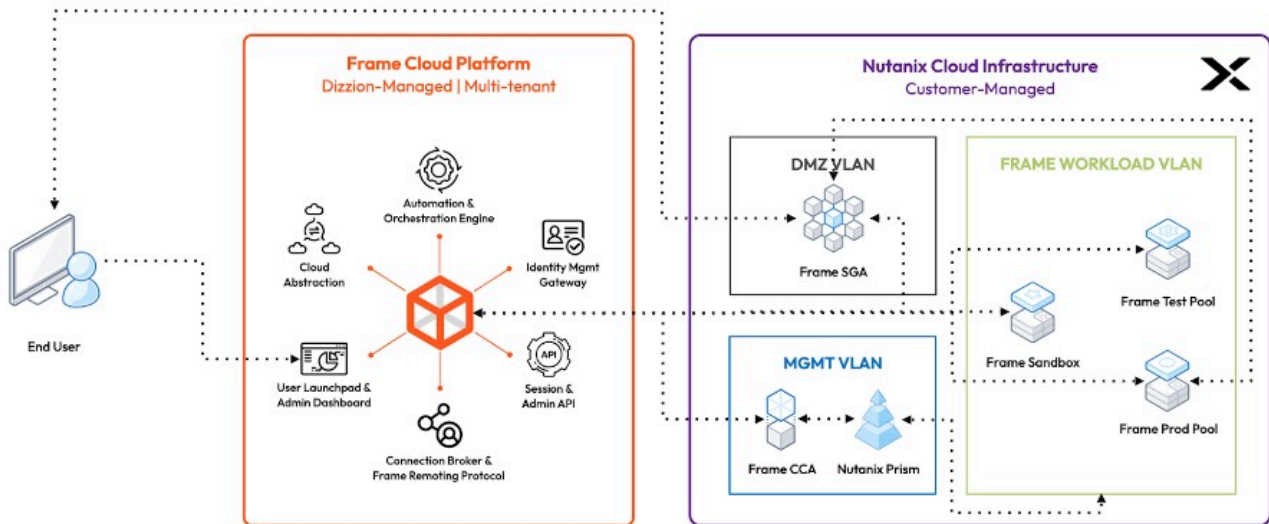 Frame Cloud Platform
Dizzion-Managed | Multi-tenant
Automation &
Orchestration Engine
Cloud
Abstraction
Identity Mgmt
Gateway
End User
User Launchpad &
Admin Dashboard
API
Session &
Admin API
Connection Broker &
Frame Remoting Protocol
Nutanix Cloud Infrastructure
Customer-Managed
DMZ VLAN
Frame SGA
FRAME WORKLOAD VLAN
Frame Test Pool
Frame Sandbox
Frame Prod Pool
MGMT VLAN
Frame CCA
Nutanix Prism